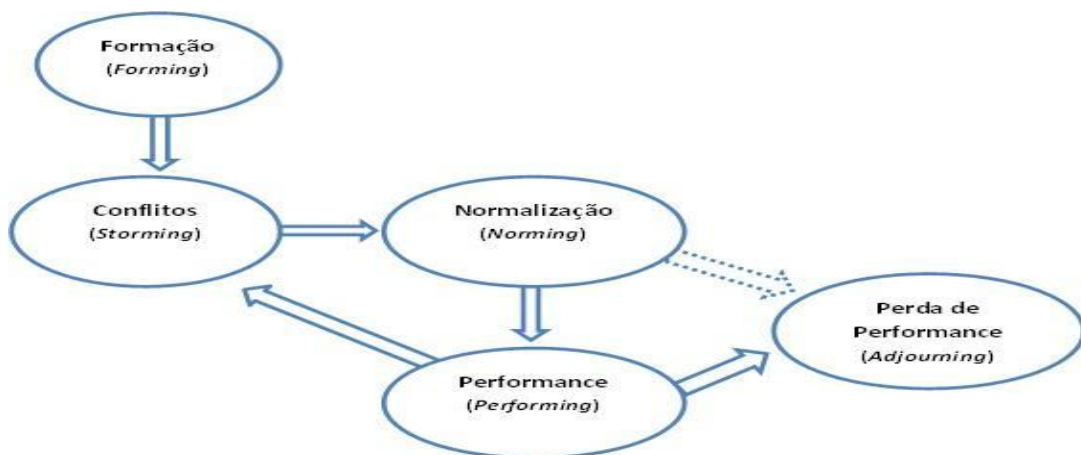 Formação
(Forming)
Conflitos
(Storming)
Normalização
(Norming)
Performance
(Performing)
Perda de
Performance
(Adjourning)